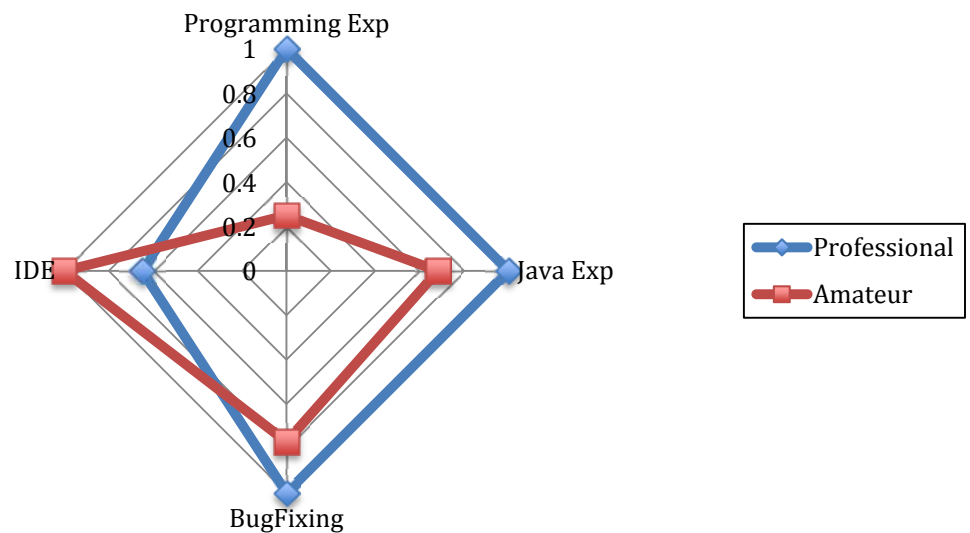 Programming Exp
1
0.8
0.6
0.4
0.2
0
IDE
Java Exp
BugFixing
Professional
Amateur